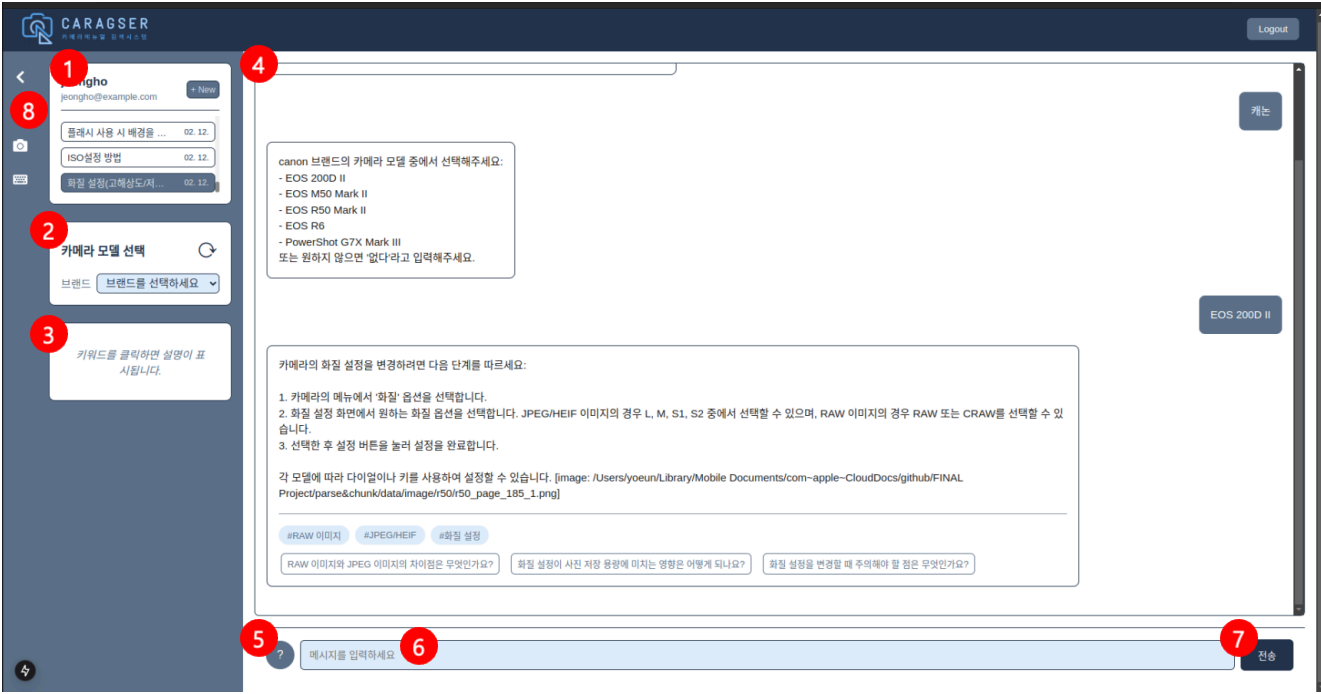 CARAGSER
카메라메뉴얼 검색시스템
Logout
1
jeongho
jeongho@example.com
+ New
8
플래시 사용 시 배경을 ... 02. 12.
ISO설정 방법 02. 12.
화질 설정(고해상도/저... 02. 12.
2
카메라 모델 선택
브랜드 브랜드를 선택하세요
3
키워드를 클릭하면 설명이 표
시됩니다.
4
캐논
canon 브랜드의 카메라 모델 중에서 선택해주세요:
- EOS 200D II
- EOS M50 Mark II
- EOS R50 Mark II
- EOS R6
- PowerShot G7X Mark III
또는 원하지 않으면 '없다'라고 입력해주세요.
EOS 200D II
카메라의 화질 설정을 변경하려면 다음 단계를 따르세요:
1. 카메라의 메뉴에서 '화질' 옵션을 선택합니다.
2. 화질 설정 화면에서 원하는 화질 옵션을 선택합니다. JPEG/HEIF 이미지의 경우 L, M, S1, S2 중에서 선택할 수 있으며, RAW 이미지의 경우 RAW 또는 CRAW를 선택할 수 있
습니다.
3. 선택한 후 설정 버튼을 눌러 설정을 완료합니다.
각 모델에 따라 다이얼이나 키를 사용하여 설정할 수 있습니다. [image: /Users/yoeun/Library/Mobile Documents/com~apple~CloudDocs/github/FINAL
Project/parse&chunk/data/image/r50/r50_page_185_1.png]
#RAW 이미지 #JPEG/HEIF #화질 설정
RAW 이미지와 JPEG 이미지의 차이점은 무엇인가요? 화질 설정이 사진 저장 용량에 미치는 영향은 어떻게 되나요? 화질 설정을 변경할 때 주의해야 할 점은 무엇인가요?
5
?
메시지를 입력하세요
6
7
전송